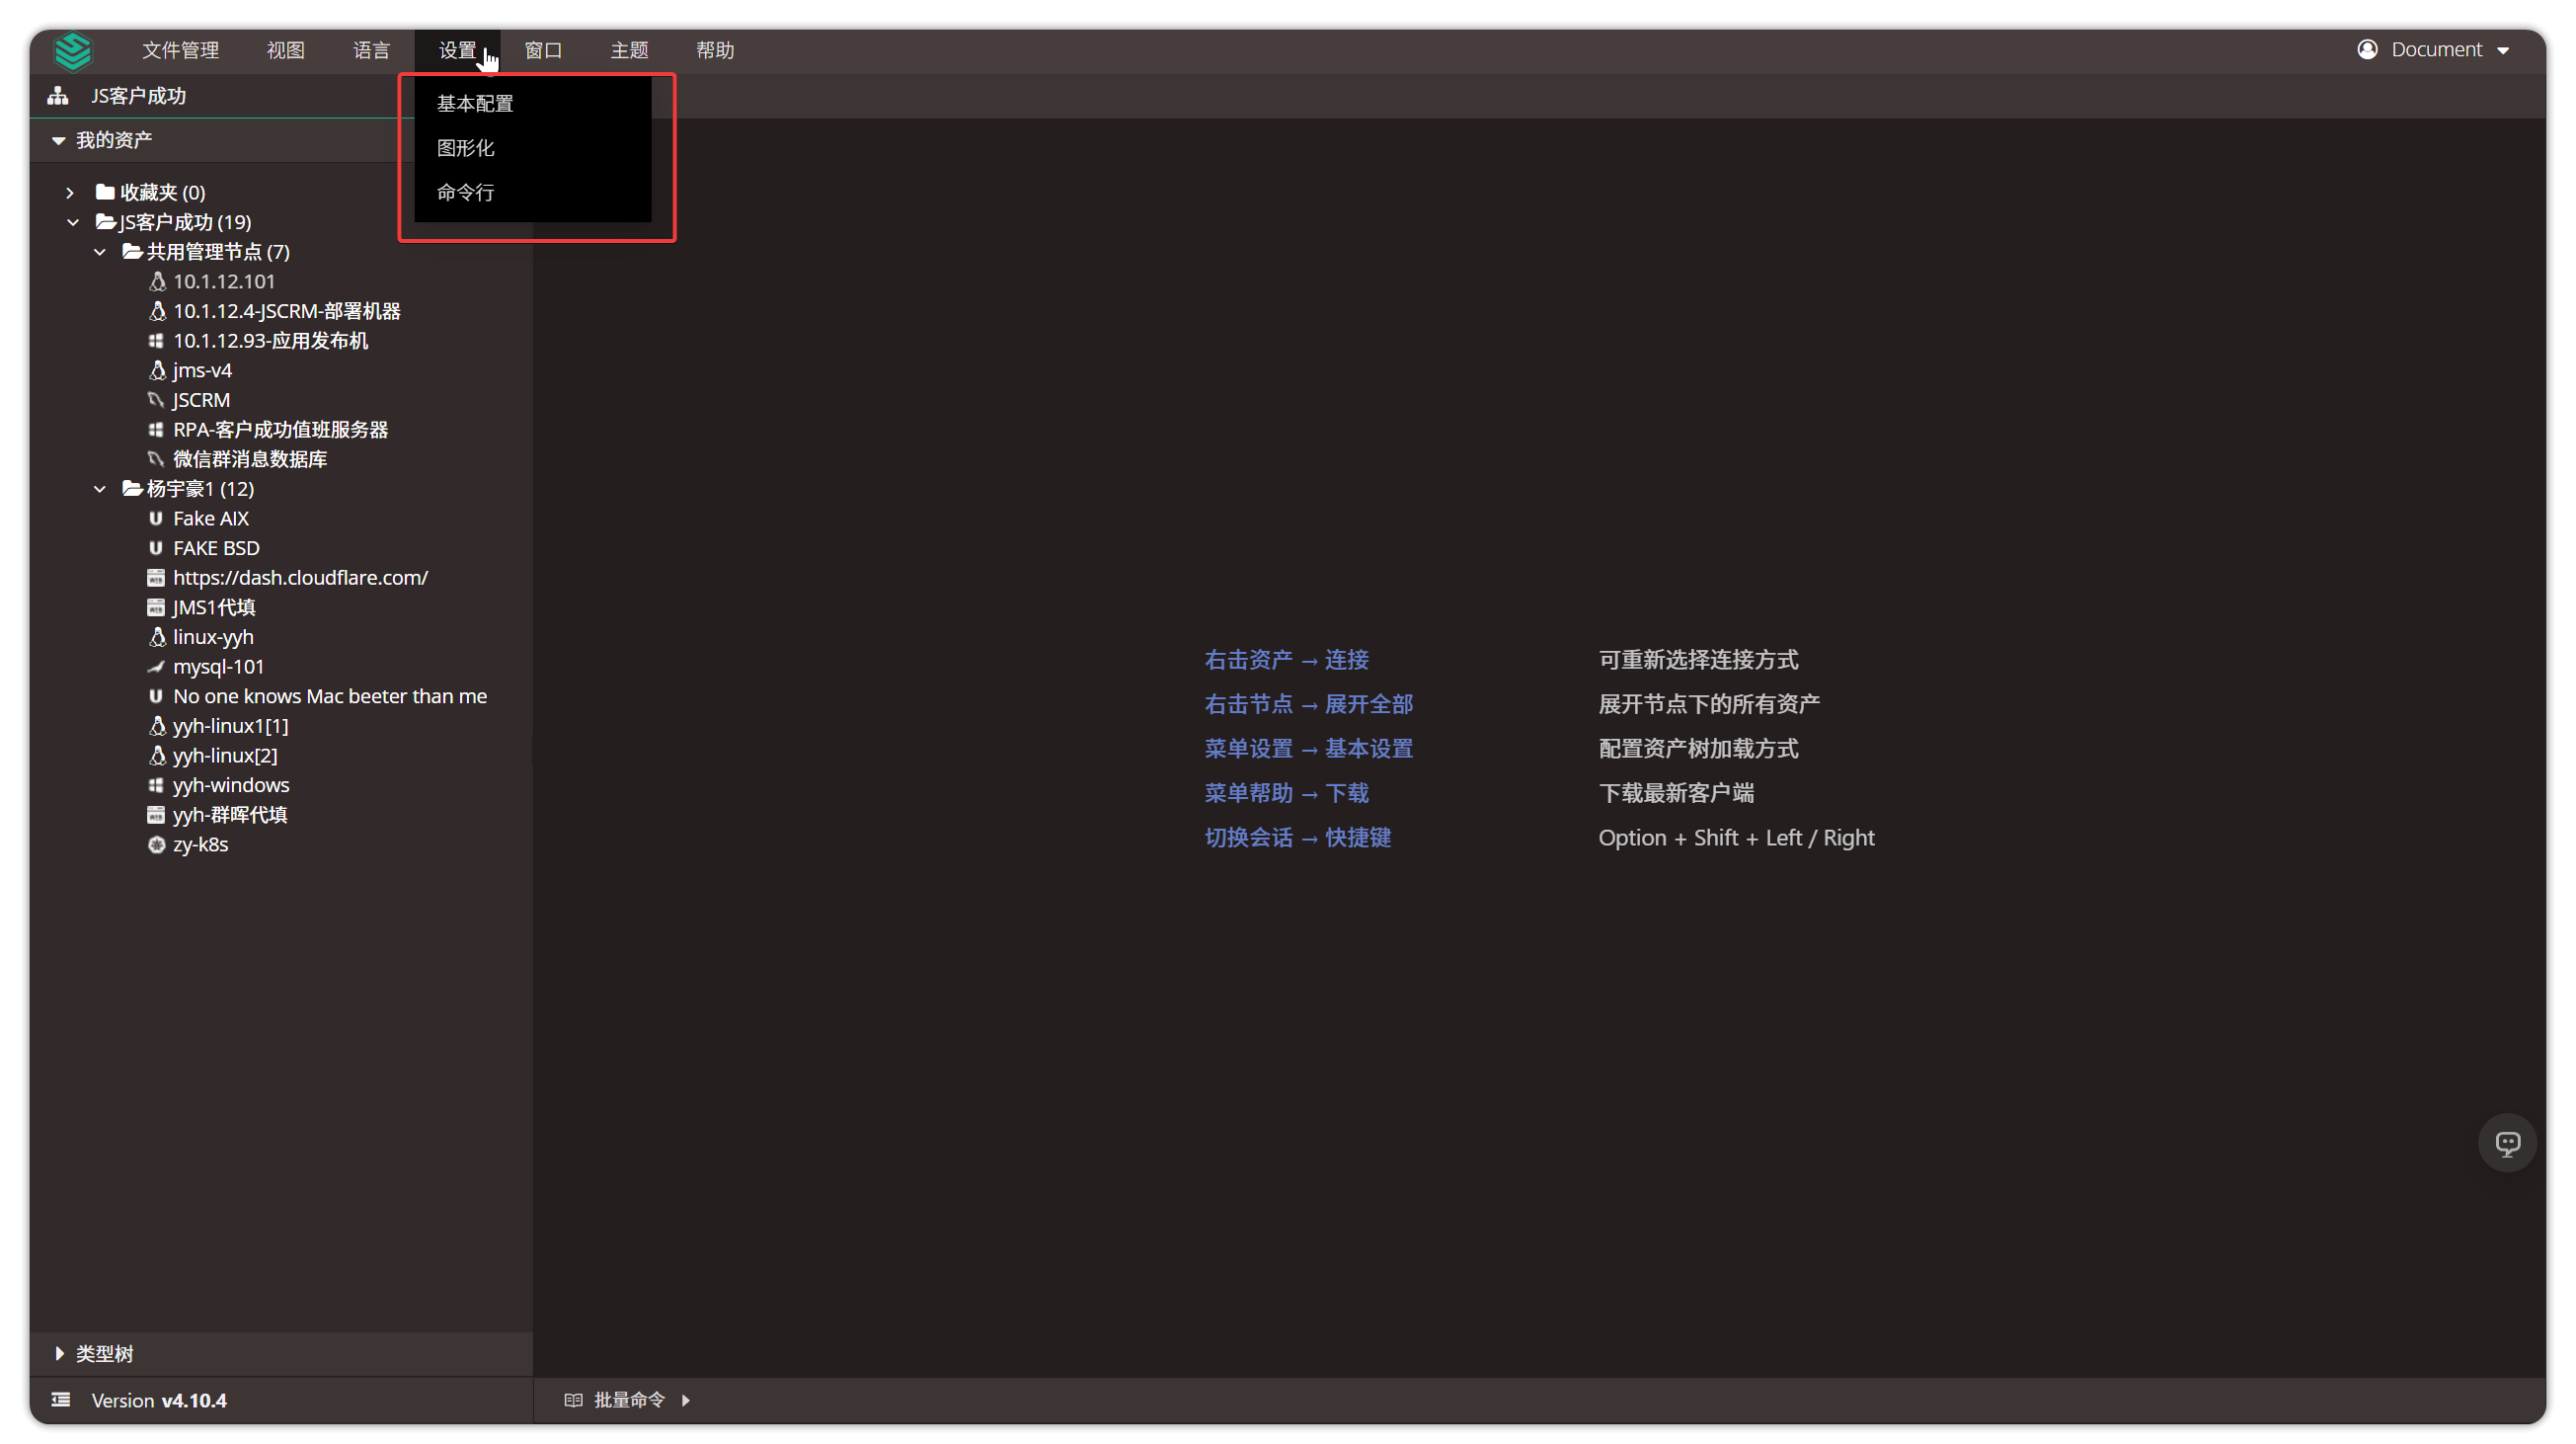 文件管理 视图 语言 设置 窗口 主题 帮助 Document
JS客户成功
我的资产
基本配置
图形化
命令行
收藏夹 (0)
JS客户成功 (19)
共用管理节点 (7)
10.1.12.101
10.1.12.4-JSCRM-部署机器
10.1.12.93-应用发布机
jms-v4
JSCRM
RPA-客户成功值班服务器
微信群消息数据库
杨宇豪1 (12)
Fake AIX
FAKE BSD
https://dash.cloudflare.com/
JMS1代填
linux-yyh
mysql-101
No one knows Mac beeter than me
yyh-linux1[1]
yyh-linux[2]
yyh-windows
yyh-群晖代填
zy-k8s
右击资产 → 连接 可重新选择连接方式
右击节点 → 展开全部 展开节点下的所有资产
菜单设置 → 基本设置 配置资产树加载方式
菜单帮助 → 下载 下载最新客户端
切换会话 → 快捷键 Option + Shift + Left / Right
类型树
Version v4.10.4
批量命令